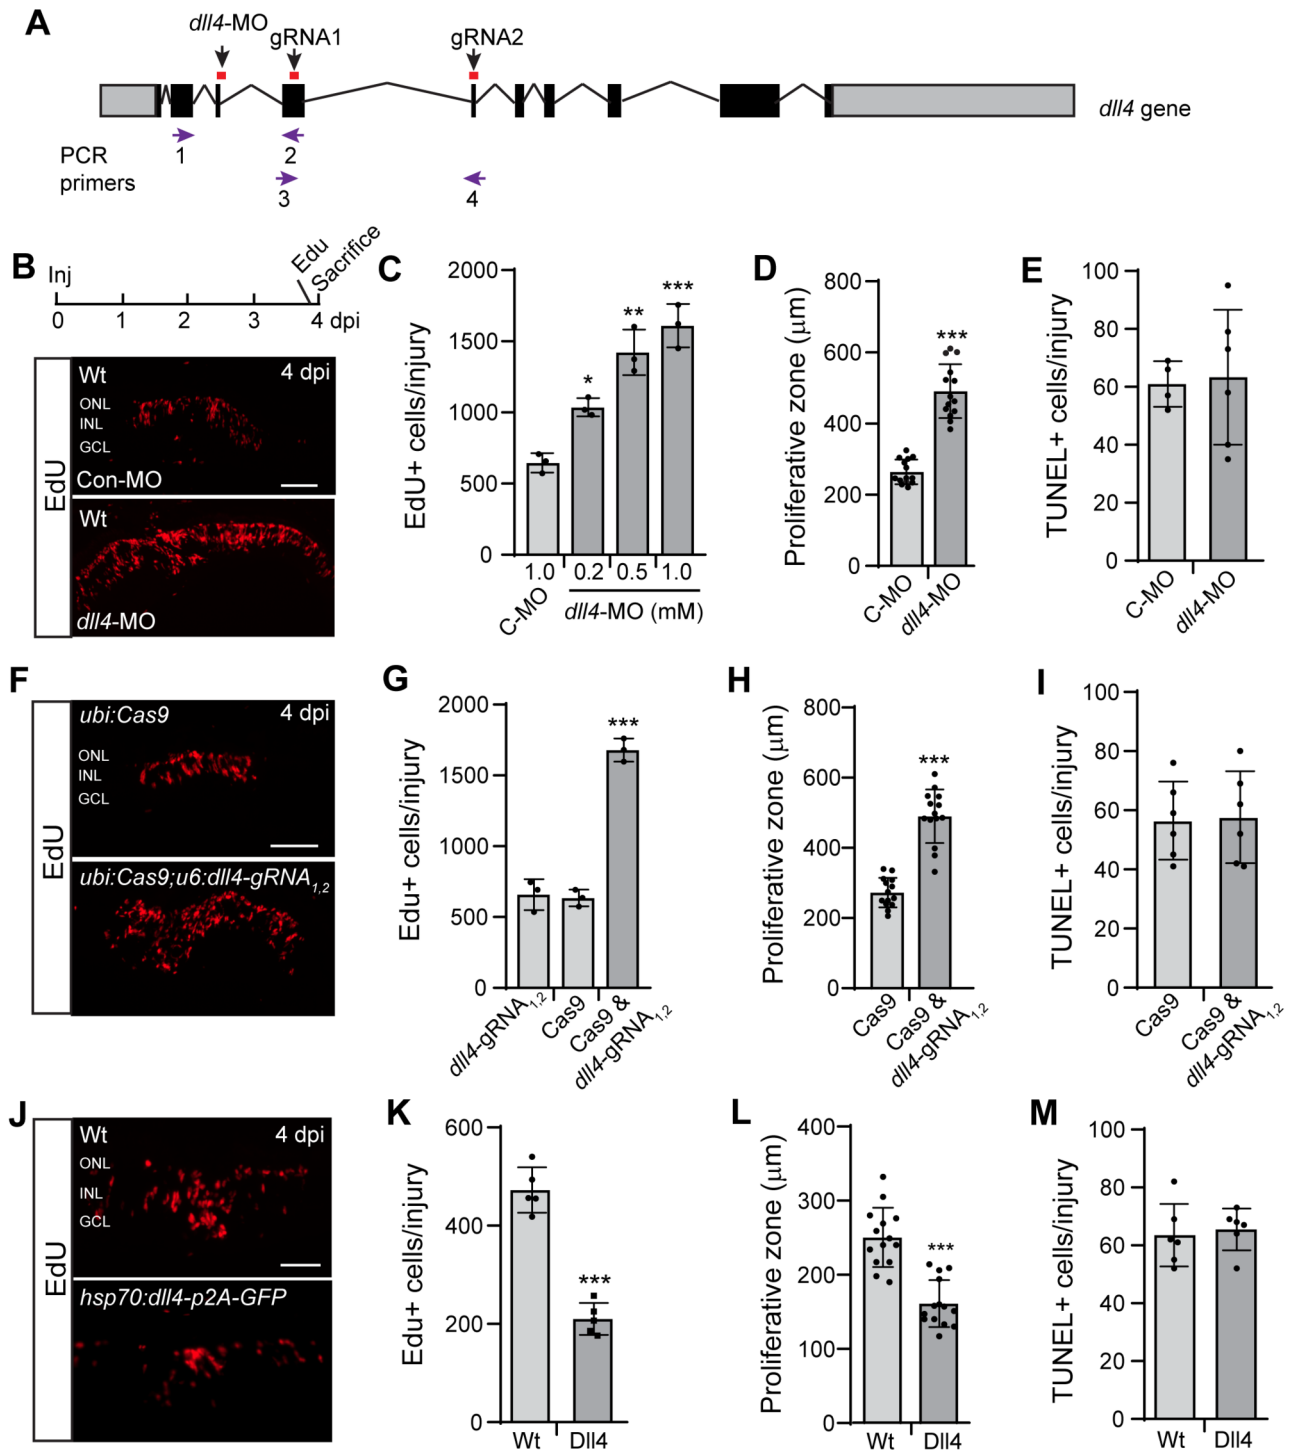 A
dll4-MO
gRNA1
gRNA2
dll4 gene
PCR
primers
1
2
3
4
B
Inj
Edu
Sacrifice
0 1 2 3 4 dpi
EdU
Wt
4 dpi
ONL
INL
GCL
Con-MO
Wt
dll4-MO
C
EdU+ cells/injury
2000
1500
1000
500
0
*
**
***
1.0 0.2 0.5 1.0
C-MO
dll4-MO (mM)
D
Proliferative zone (μm)
800
600
400
200
0
***
C-MO
dll4-MO
E
TUNEL+ cells/injury
100
80
60
40
20
0
C-MO
dll4-MO
F
EdU
ubi:Cas9
4 dpi
ONL
INL
GCL
ubi:Cas9;u6:dll4-gRNA1,2
G
Edu+ cells/injury
2000
1500
1000
500
0
***
dll4-gRNA1,2
Cas9
Cas9 &
dll4-gRNA1,2
H
Proliferative zone (μm)
800
600
400
200
0
***
Cas9
Cas9 &
dll4-gRNA1,2
I
TUNEL+ cells/injury
100
80
60
40
20
0
Cas9
Cas9 &
dll4-gRNA1,2
J
EdU
Wt
4 dpi
ONL
INL
GCL
hsp70:dll4-p2A-GFP
K
Edu+ cells/injury
600
400
200
0
***
Wt
Dll4
L
Proliferative zone (μm)
400
300
200
100
0
***
Wt
Dll4
M
TUNEL+ cells/injury
100
80
60
40
20
0
Wt
Dll4